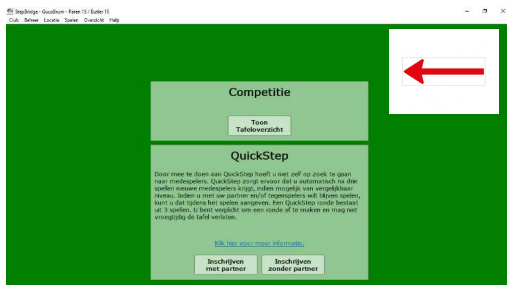 StepBridge - GuusDrum - Paren 15 / Butler 15
Club Beheer Locatie Spelen Overzicht Help
Competitie
Toon
Tafeloverzicht
QuickStep
Door mee te doen aan QuickStep hoeft u niet zelf op zoek te gaan
naar medespelers. QuickStep zorgt ervoor dat u automatisch na drie
spellen nieuwe medespelers krijgt, indien mogelijk van vergelijkbaar
niveau. Indien u met uw partner en/of tegenspelers wilt blijven spelen,
kunt u dat tijdens het spelen aangeven. Een QuickStep ronde bestaat
uit 3 spellen. U bent verplicht om een ronde af te maken en mag niet
vroegtijdig de tafel verlaten.
Klik hier voor meer informatie.
Inschrijven
met partner
Inschrijven
zonder partner